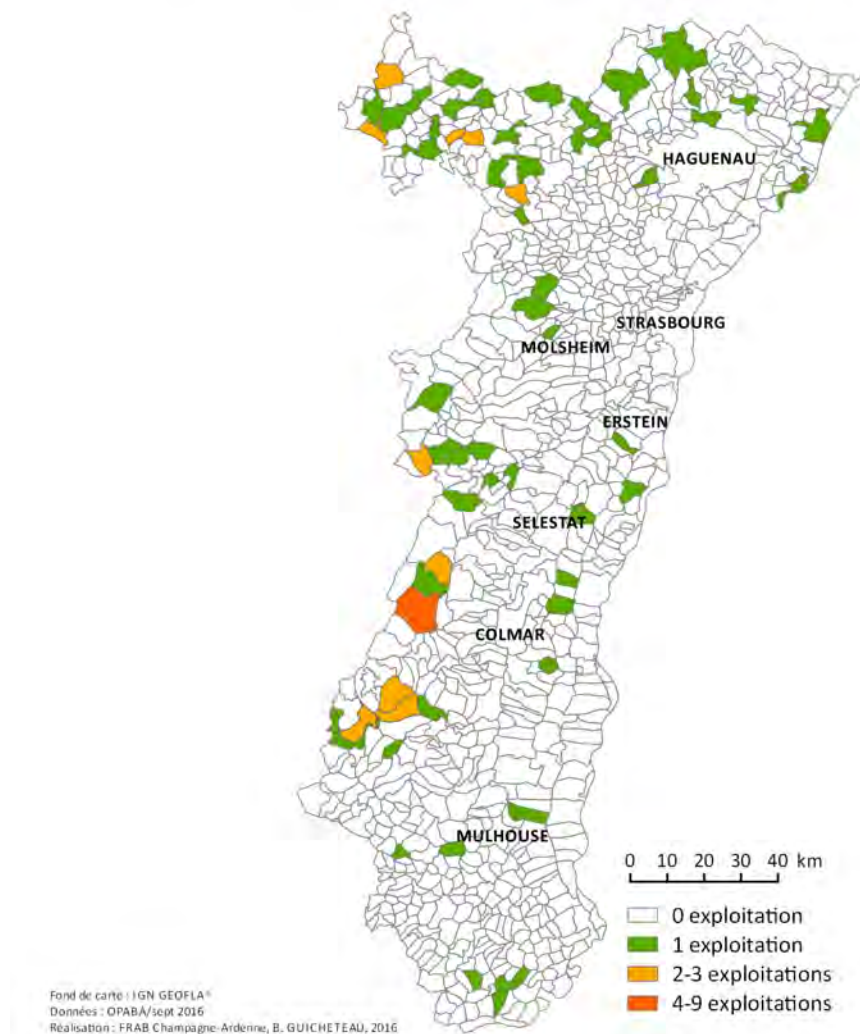 HAGUENAU
STRASBOURG
MOLSHEIM
ERSTEIN
SELESTAT
COLMAR
MULHOUSE
0 10 20 30 40 km
0 exploitation
1 exploitation
2-3 exploitations
4-9 exploitations
Fond de carte : IGN GEOFLA®
Données : OPABA/sept 2016
Réalisation : FRAB Champagne-Ardenne, B. GUICHETEAU, 2016